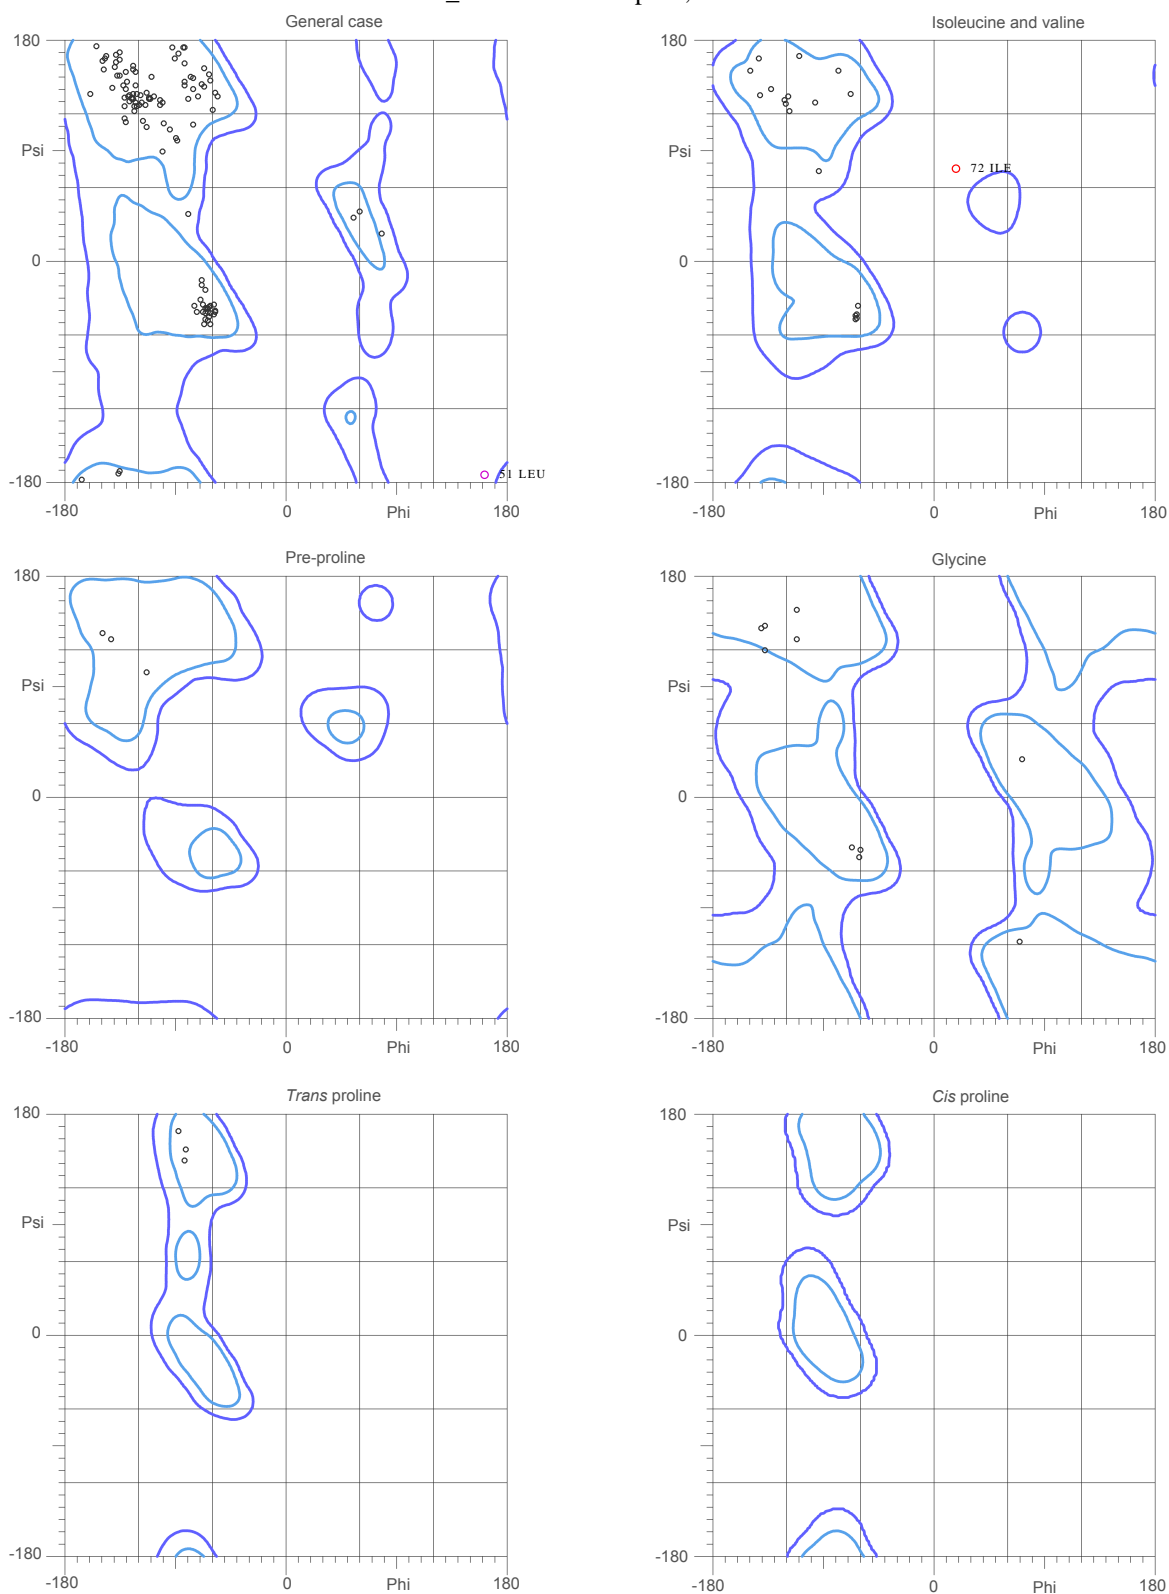 General case
Isoleucine and valine
180
180
Psi
Psi
72 ILE
0
0
51 LEU
-180
-180
-180
0
Phi
180
-180
0
Phi
180
Pre-proline
Glycine
180
180
Psi
Psi
0
0
-180
-180
-180
0
Phi
180
-180
0
Phi
180
Trans proline
Cis proline
180
180
Psi
Psi
0
0
-180
-180
-180
0
Phi
180
-180
0
Phi
180